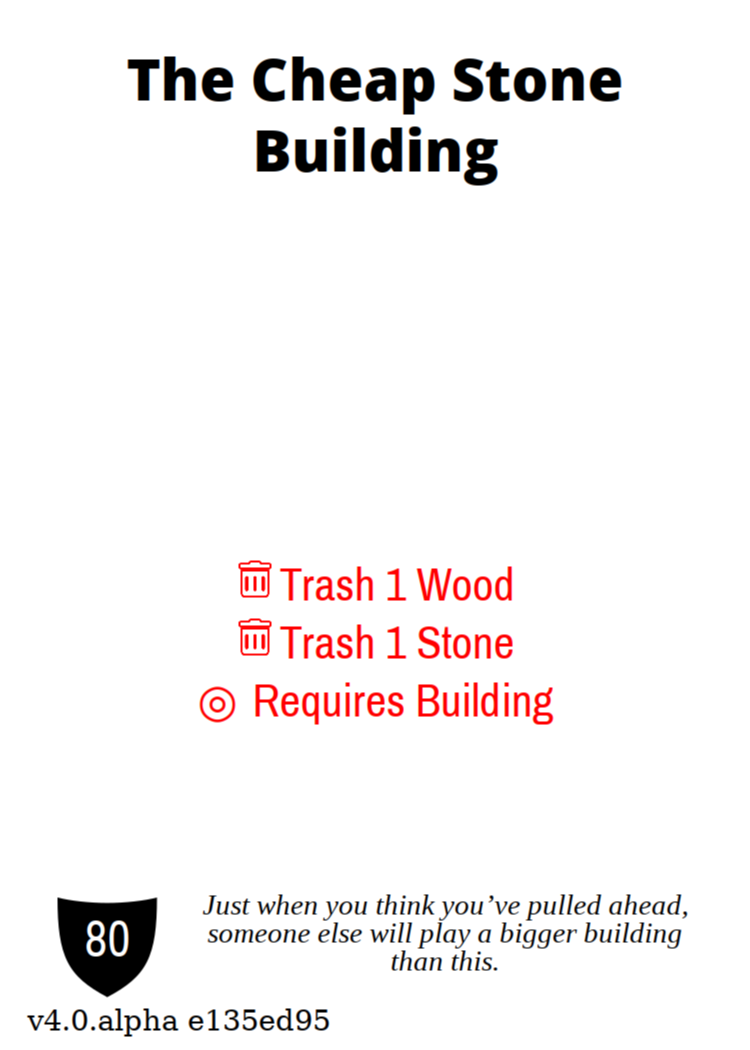 The Cheap Stone
Building
Trash 1 Wood
Trash 1 Stone
Requires Building
80
Just when you think you’ve pulled ahead,
someone else will play a bigger building
than this.
v4.0.alpha e135ed95